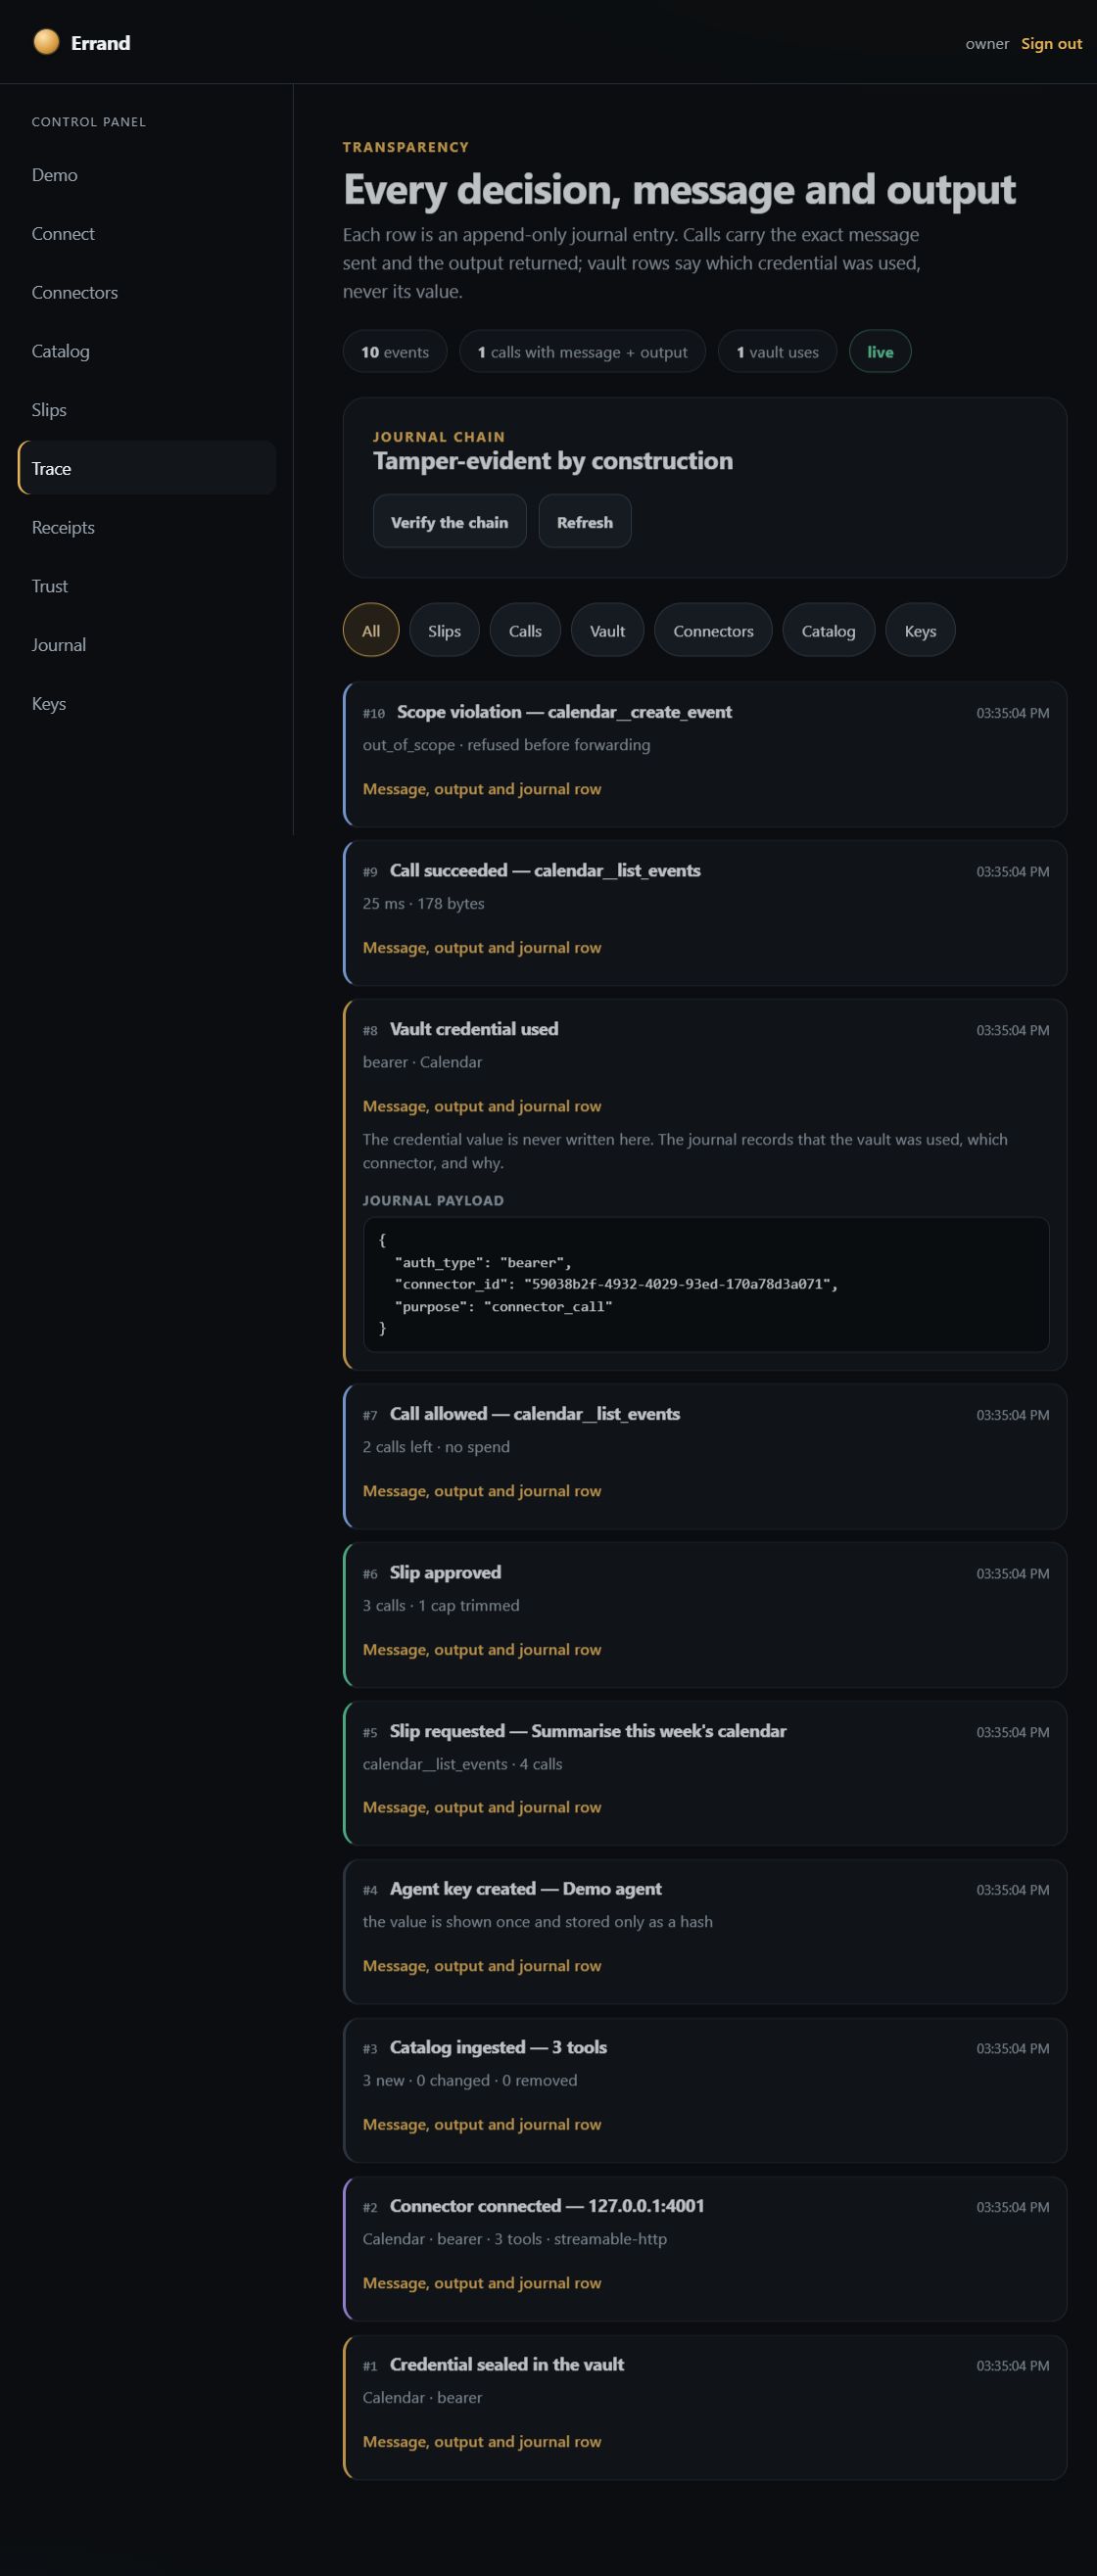 Errand
owner Sign out
CONTROL PANEL
Demo
Connect
Connectors
Catalog
Slips
Trace
Receipts
Trust
Journal
Keys
TRANSPARENCY
Every decision, message and output
Each row is an append-only journal entry. Calls carry the exact message
sent and the output returned; vault rows say which credential was used,
never its value.
10 events 1 calls with message + output 1 vault uses live
JOURNAL CHAIN
Tamper-evident by construction
Verify the chain Refresh
All Slips Calls Vault Connectors Catalog Keys
#10 Scope violation — calendar__create_event 03:35:04 PM
out_of_scope · refused before forwarding
Message, output and journal row
#9 Call succeeded — calendar__list_events 03:35:04 PM
25 ms · 178 bytes
Message, output and journal row
#8 Vault credential used 03:35:04 PM
bearer · Calendar
Message, output and journal row
The credential value is never written here. The journal records that the vault was used, which
connector, and why.
JOURNAL PAYLOAD
{
"auth_type": "bearer",
"connector_id": "59038b2f-4932-4029-93ed-170a78d3a071",
"purpose": "connector_call"
}
#7 Call allowed — calendar__list_events 03:35:04 PM
2 calls left · no spend
Message, output and journal row
#6 Slip approved 03:35:04 PM
3 calls · 1 cap trimmed
Message, output and journal row
#5 Slip requested — Summarise this week's calendar 03:35:04 PM
calendar__list_events · 4 calls
Message, output and journal row
#4 Agent key created — Demo agent 03:35:04 PM
the value is shown once and stored only as a hash
Message, output and journal row
#3 Catalog ingested — 3 tools 03:35:04 PM
3 new · 0 changed · 0 removed
Message, output and journal row
#2 Connector connected — 127.0.0.1:4001 03:35:04 PM
Calendar · bearer · 3 tools · streamable-http
Message, output and journal row
#1 Credential sealed in the vault 03:35:04 PM
Calendar · bearer
Message, output and journal row